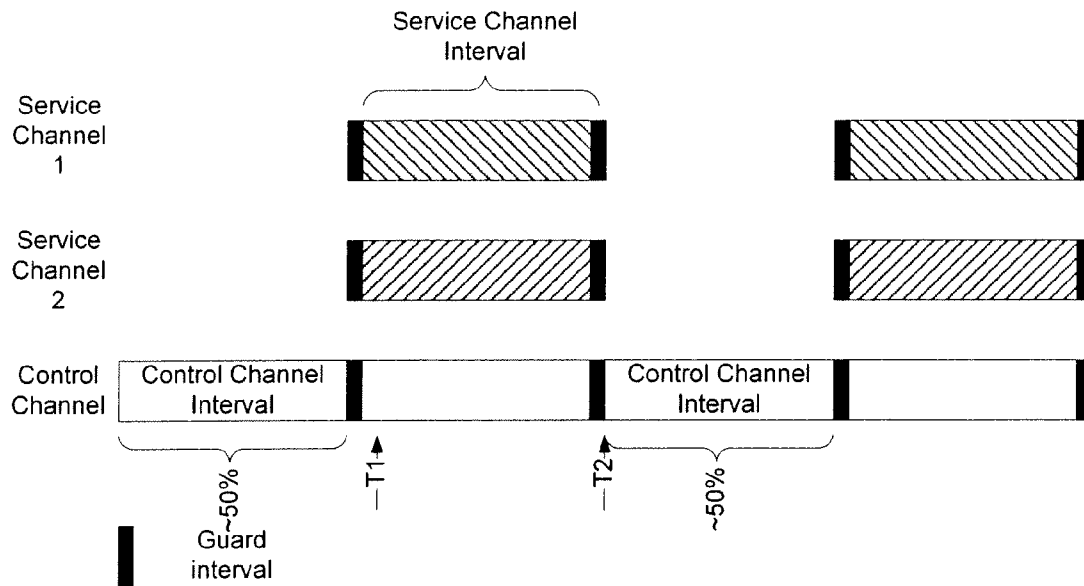 Service Channel
Interval
Service
Channel
1
Service
Channel
2
Control
Channel
Control Channel
Interval
Control Channel
Interval
~50%
T1
T2
~50%
Guard
interval